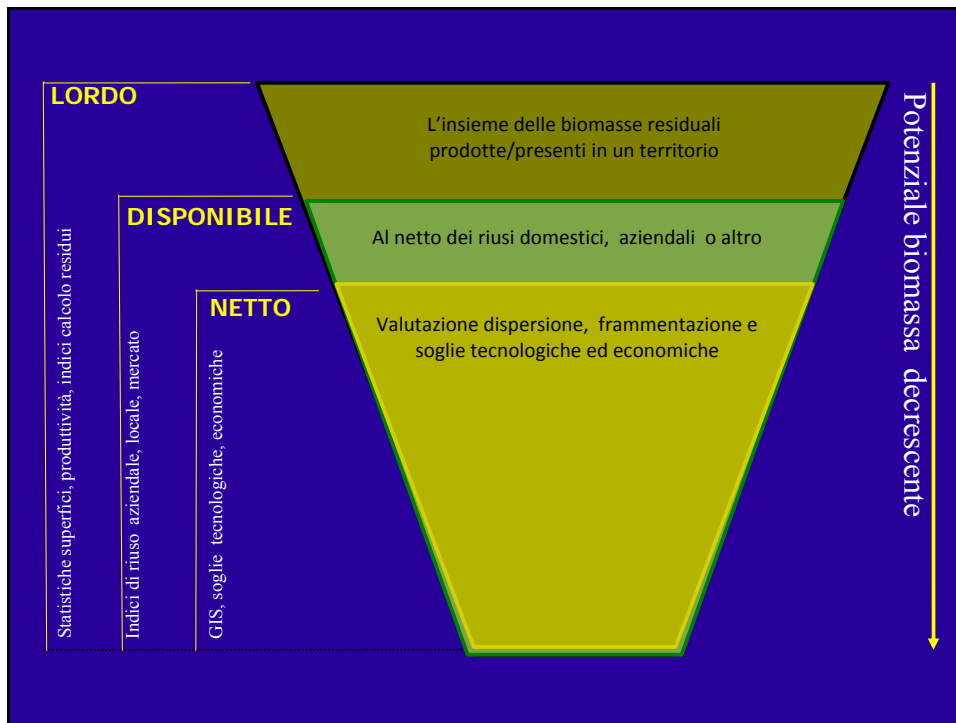 LORDO
L'insieme delle biomasse residuali
prodotte/presenti in un territorio
DISPONIBILE
Al netto dei riusi domestici, aziendali o altro
NETTO
Valutazione dispersione, frammentazione e
soglie tecnologiche ed economiche
Statistiche superfici, produttività, indici calcolo residui
Indici di riuso aziendale, locale, mercato
GIS, soglie tecnologiche, economiche
Potenziale biomassa decrescente